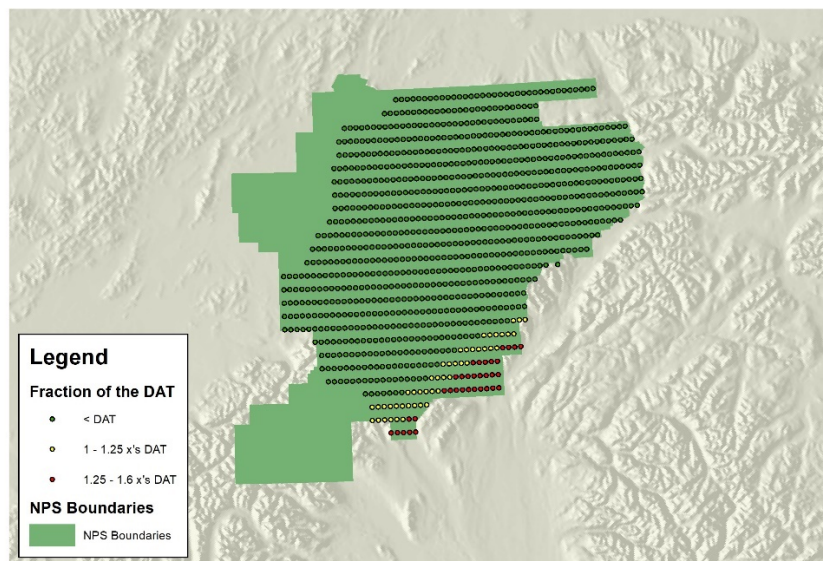 Legend
Fraction of the DAT
< DAT
1 - 1.25 x's DAT
1.25 - 1.6 x's DAT
NPS Boundaries
NPS Boundaries